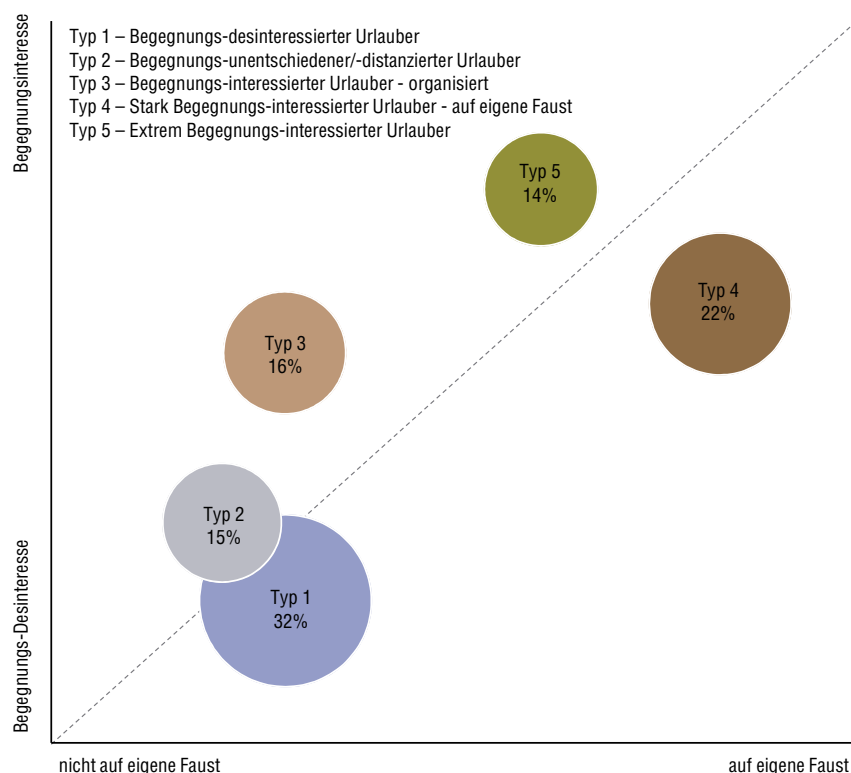 Begegnungsinteresse
Typ 1 – Begegnungs-desinteressierter Urlauber
Typ 2 – Begegnungs-unentschiedener/-distanzierter Urlauber
Typ 3 – Begegnungs-interessierter Urlauber - organisiert
Typ 4 – Stark Begegnungs-interessierter Urlauber - auf eigene Faust
Typ 5 – Extrem Begegnungs-interessierter Urlauber
Typ 5
14%
Typ 4
22%
Typ 3
16%
Typ 2
15%
Typ 1
32%
Begegnungs-Desinteresse
nicht auf eigene Faust
auf eigene Faust